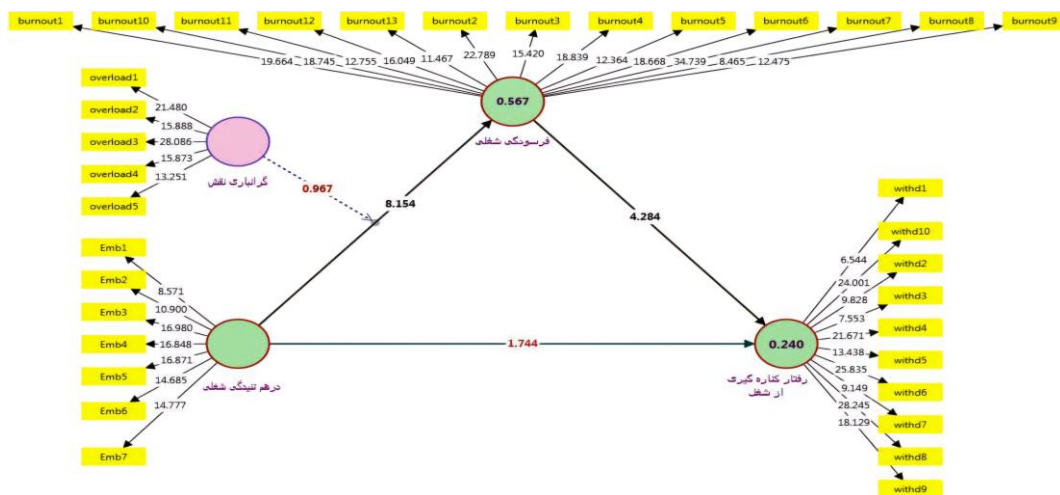 burnout1 burnout10 burnout11 burnout12 burnout13 burnout2 burnout3 burnout4 burnout5 burnout6 burnout7 burnout8 burnout9
19.664 18.745 12.755 16.049 11.467 22.789 15.420 18.839 12.364 18.668 34.739 8.465 12.475
0.567
فرسودگی شغلی
overload1
overload2
overload3
overload4
overload5
21.480
15.888
28.086
15.873
13.251
گرانباری نقش
0.967
8.154
4.284
Emb1
Emb2
Emb3
Emb4
Emb5
Emb6
Emb7
8.571
10.900
16.980
16.848
16.871
14.685
14.777
درهم تنیدگی شغلی
1.744
0.240
رفتار کناره گیری
از شغل
6.544
24.001
9.828
7.553
21.671
13.438
25.835
9.149
28.245
18.129
withd1
withd10
withd2
withd3
withd4
withd5
withd6
withd7
withd8
withd9